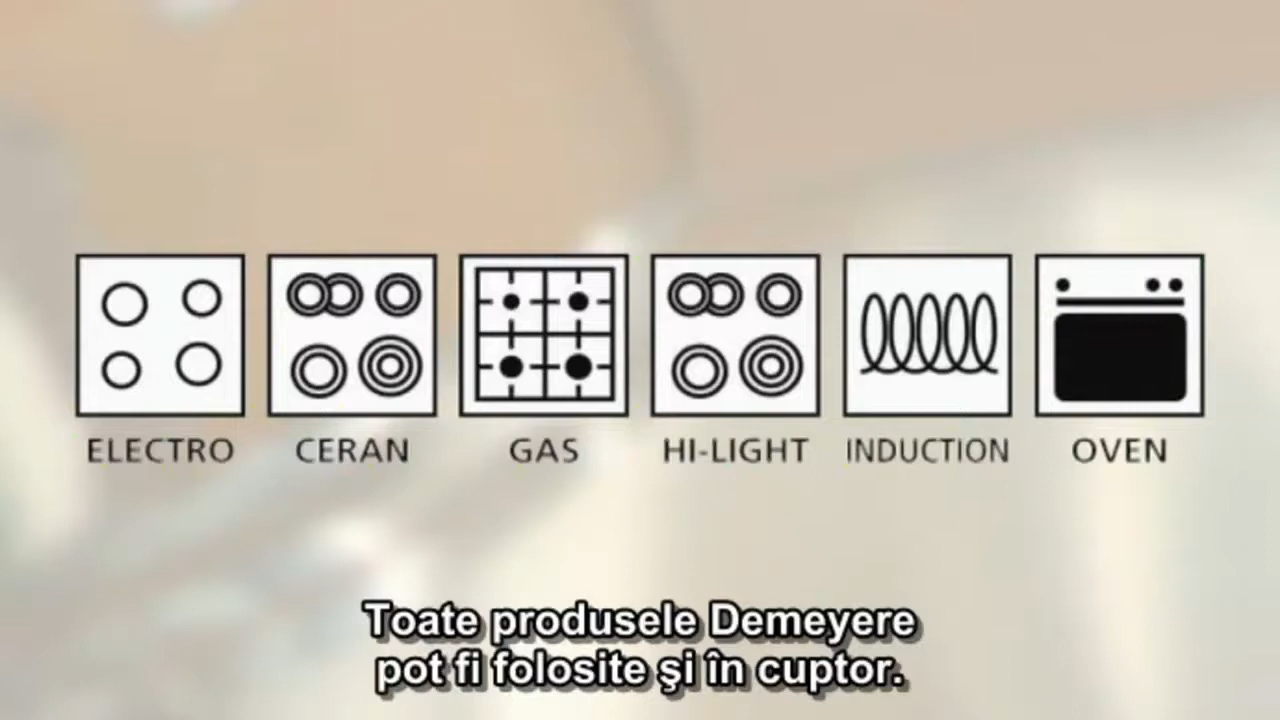 ELECTRO CERAN GAS HI-LIGHT INDUCTION OVEN
Toate produsele Demeyere
pot fi folosite şi în cuptor.